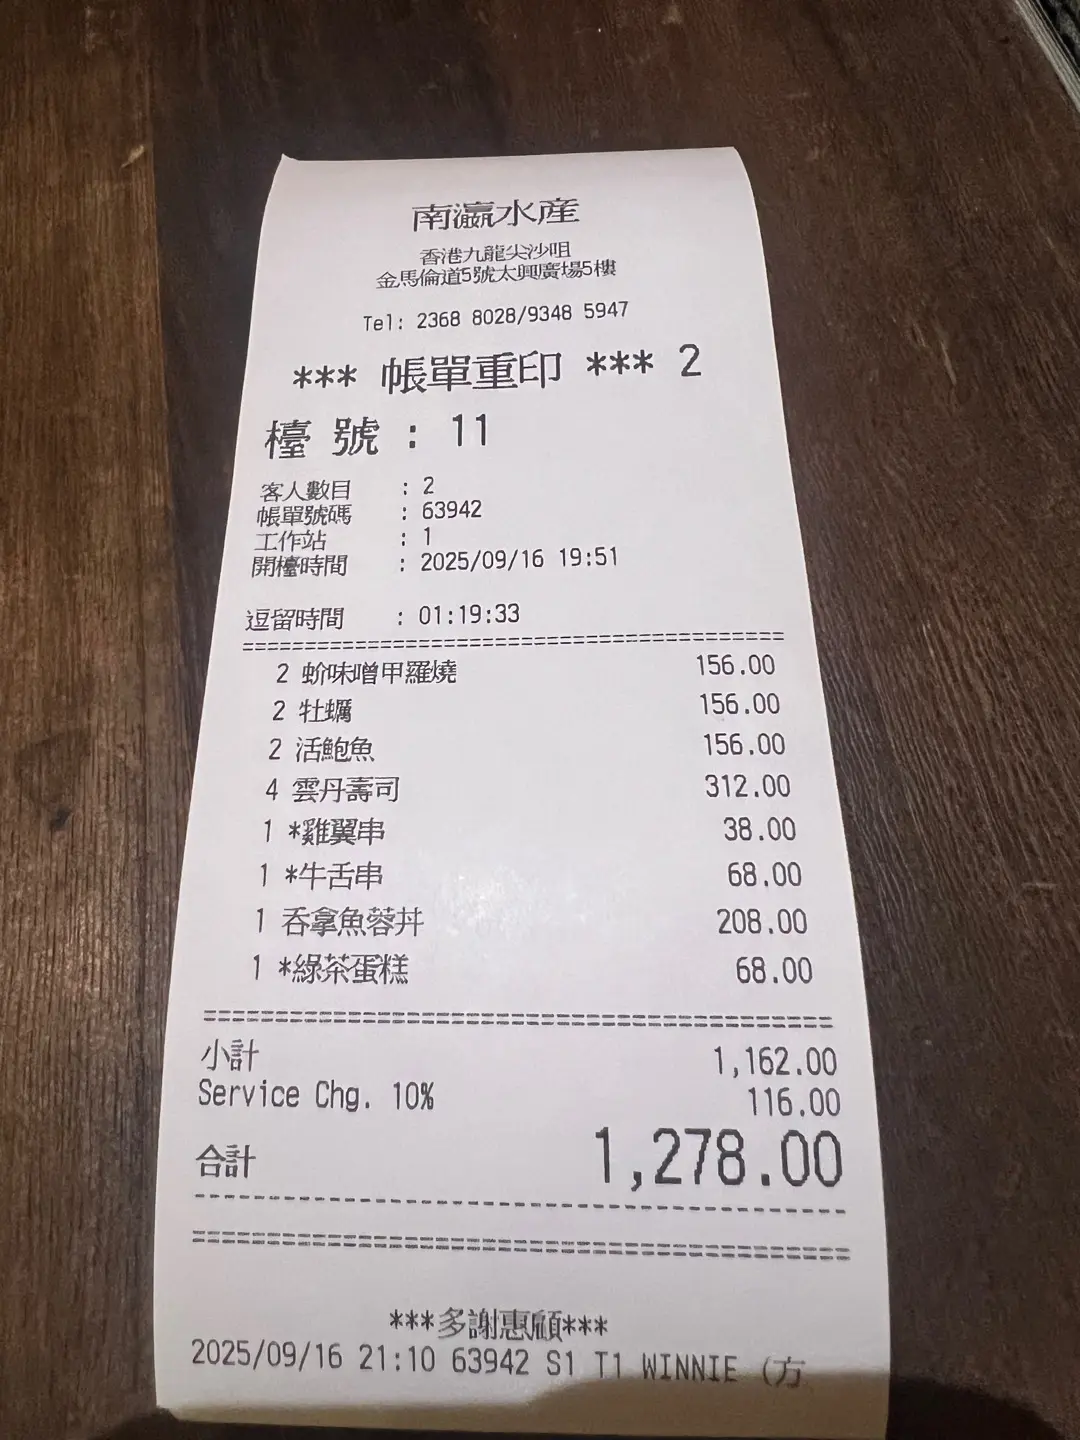 南瀛水産
香港九龍尖沙咀
金馬倫道5號太興廣場5樓
Tel: 2368 8028/9348 5947
*** 帳單重印 *** 2
檯 號 : 11
客人數目 : 2
帳單號碼 : 63942
工作站 : 1
開檯時間 : 2025/09/16 19:51
逗留時間 : 01:19:33
2 蚧味噌甲羅燒 156.00
2 牡蠣 156.00
2 活鮑魚 156.00
4 雲丹壽司 312.00
1 *雞翼串 38.00
1 *牛舌串 68.00
1 吞拿魚蓉丼 208.00
1 *綠茶蛋糕 68.00
小計 1,162.00
Service Chg. 10% 116.00
合計 1,278.00
***多謝惠顧***
2025/09/16 21:10 63942 S1 T1 WINNIE (方